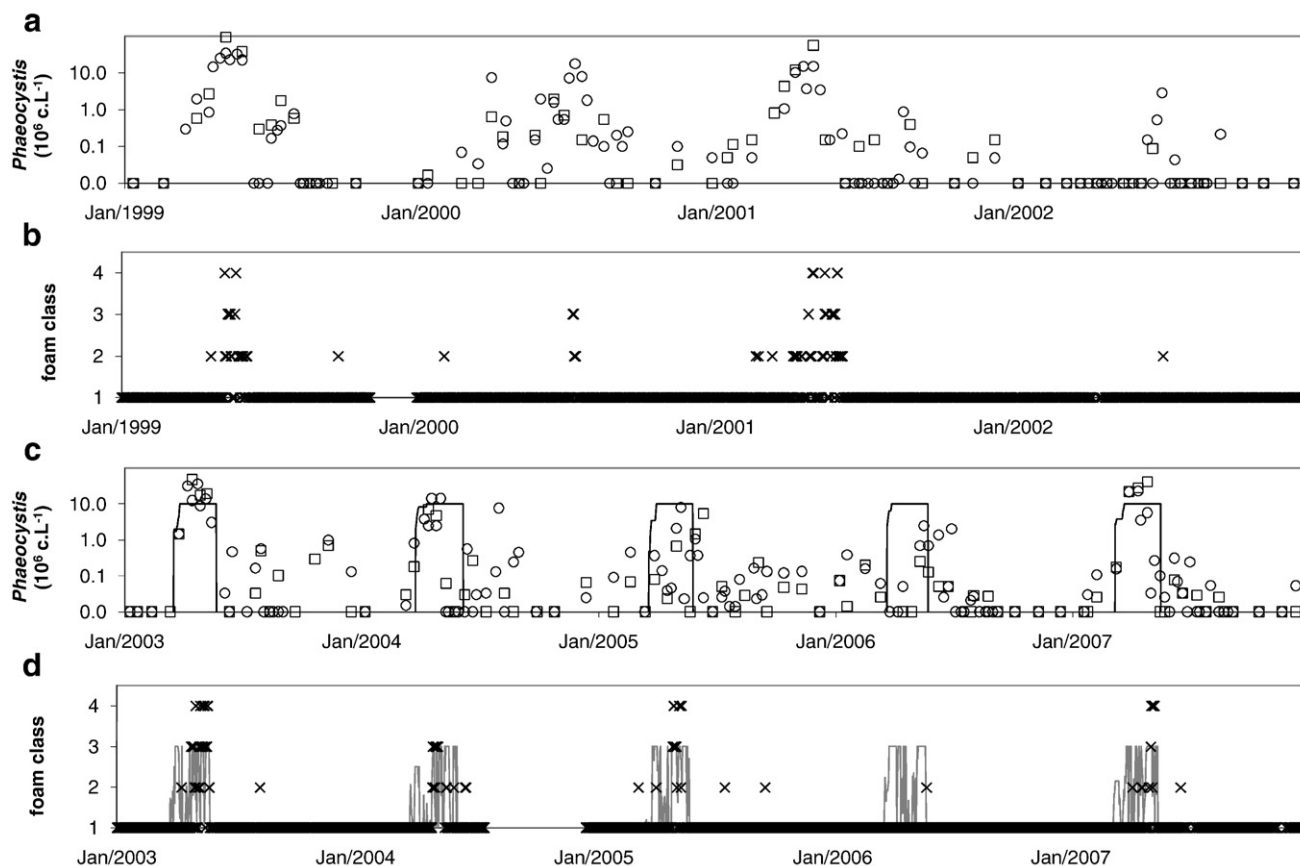 a
Phaeocystis
(10⁶ c.L⁻¹)
10.0
1.0
0.1
0.0
Jan/1999 Jan/2000 Jan/2001 Jan/2002
b
foam class
4
3
2
1
Jan/1999 Jan/2000 Jan/2001 Jan/2002
c
Phaeocystis
(10⁶ c.L⁻¹)
10.0
1.0
0.1
0.0
Jan/2003 Jan/2004 Jan/2005 Jan/2006 Jan/2007
d
foam class
4
3
2
1
Jan/2003 Jan/2004 Jan/2005 Jan/2006 Jan/2007